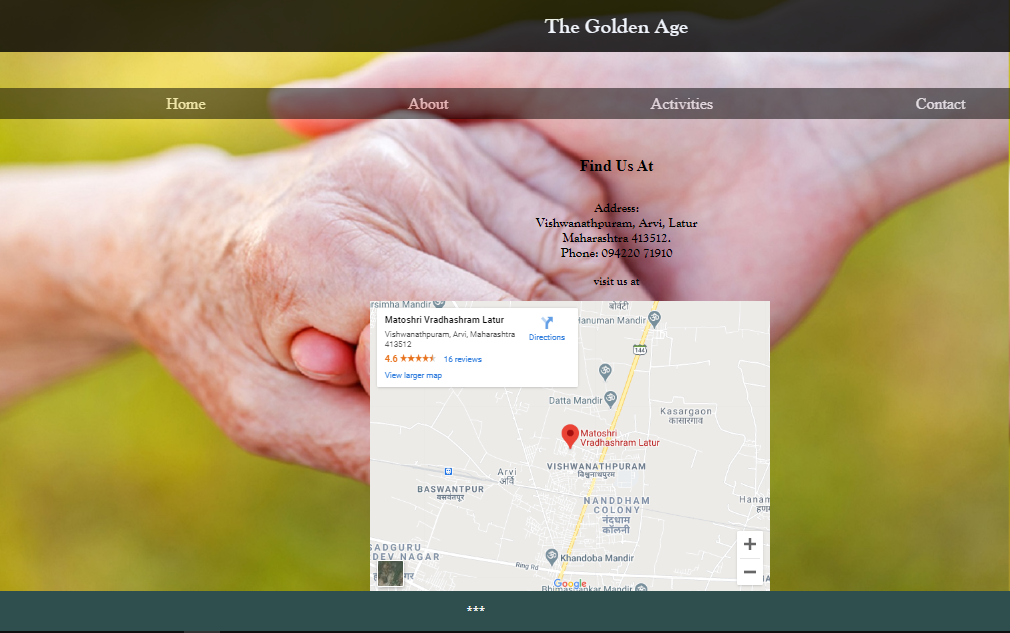 The Golden Age
Home About Activities Contact
Find Us At
Address:
Vishwanathpuram, Arvi, Latur
Maharashtra 413512.
Phone: 094220 71910
visit us at
rsimha Mandir
बोरवटी
Matoshri Vradhashram Latur
Vishwanathpuram, Arvi, Maharashtra
413512
4.6 ★★★★★ 16 reviews
View larger map
Directions
Hanuman Mandir
144
Datta Mandir
Kasargaon
कासारगाव
Matoshri
Vradhashram Latur
VISHWANATHPURAM
विश्वनाथपुरम
Arvi
अर्वि
BASWANTPUR
बसवंतपूर
NANDDHAM
COLONY
नंदधाम
कॉलनी
Hanam
हणम
SADGURU
DEV NAGAR
गर
Ring Rd
Khandoba Mandir
Google
Bhimashankar Mandir
+
−
***